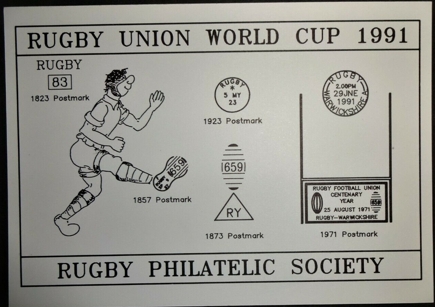 RUGBY UNION WORLD CUP 1991
RUGBY
83
1823 Postmark
RUGBY
*
5 MY
23
1923 Postmark
RUGBY
2.00PM
29JNE
1991
WARWICKSHIRE
659
1857 Postmark
659
RY
1873 Postmark
RUGBY FOOTBALL UNION
CENTENARY
YEAR
25 AUGUST 1971
RUGBY-WARWICKSHIRE
1971 Postmark
RUGBY PHILATELIC SOCIETY